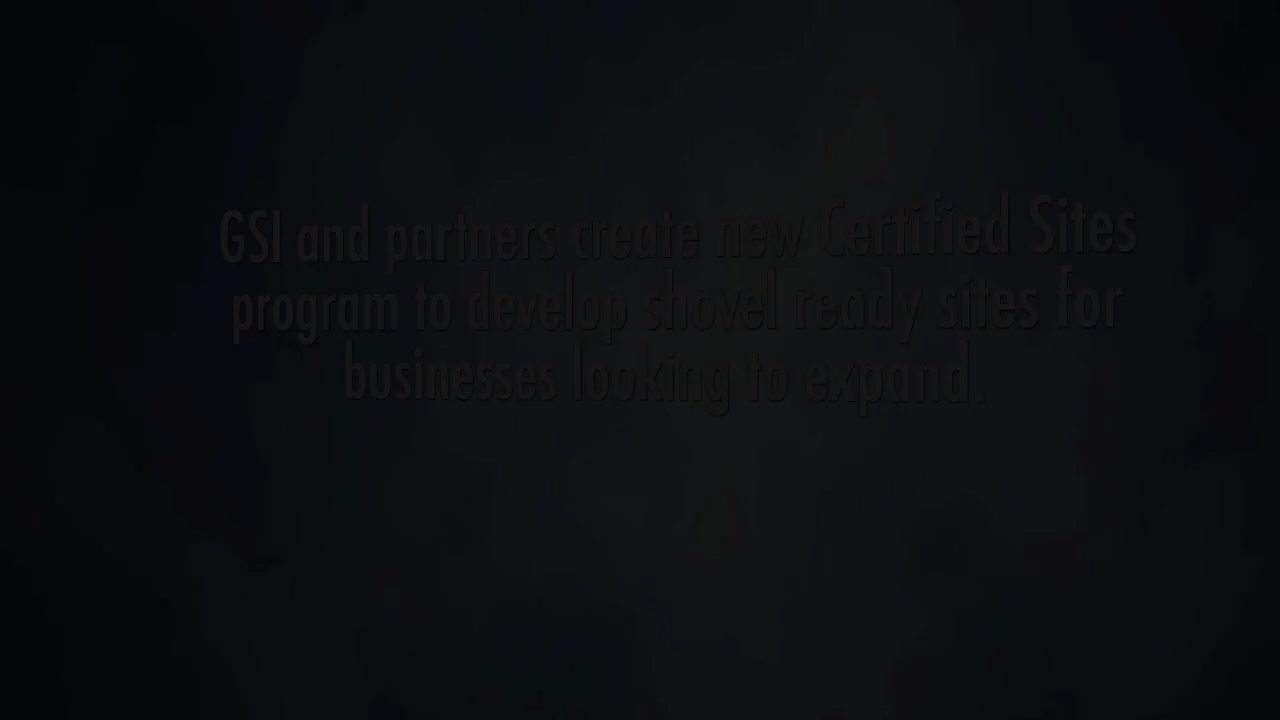 GSI and partners create new Certified Sites
program to develop shovel ready sites for
businesses looking to expand.